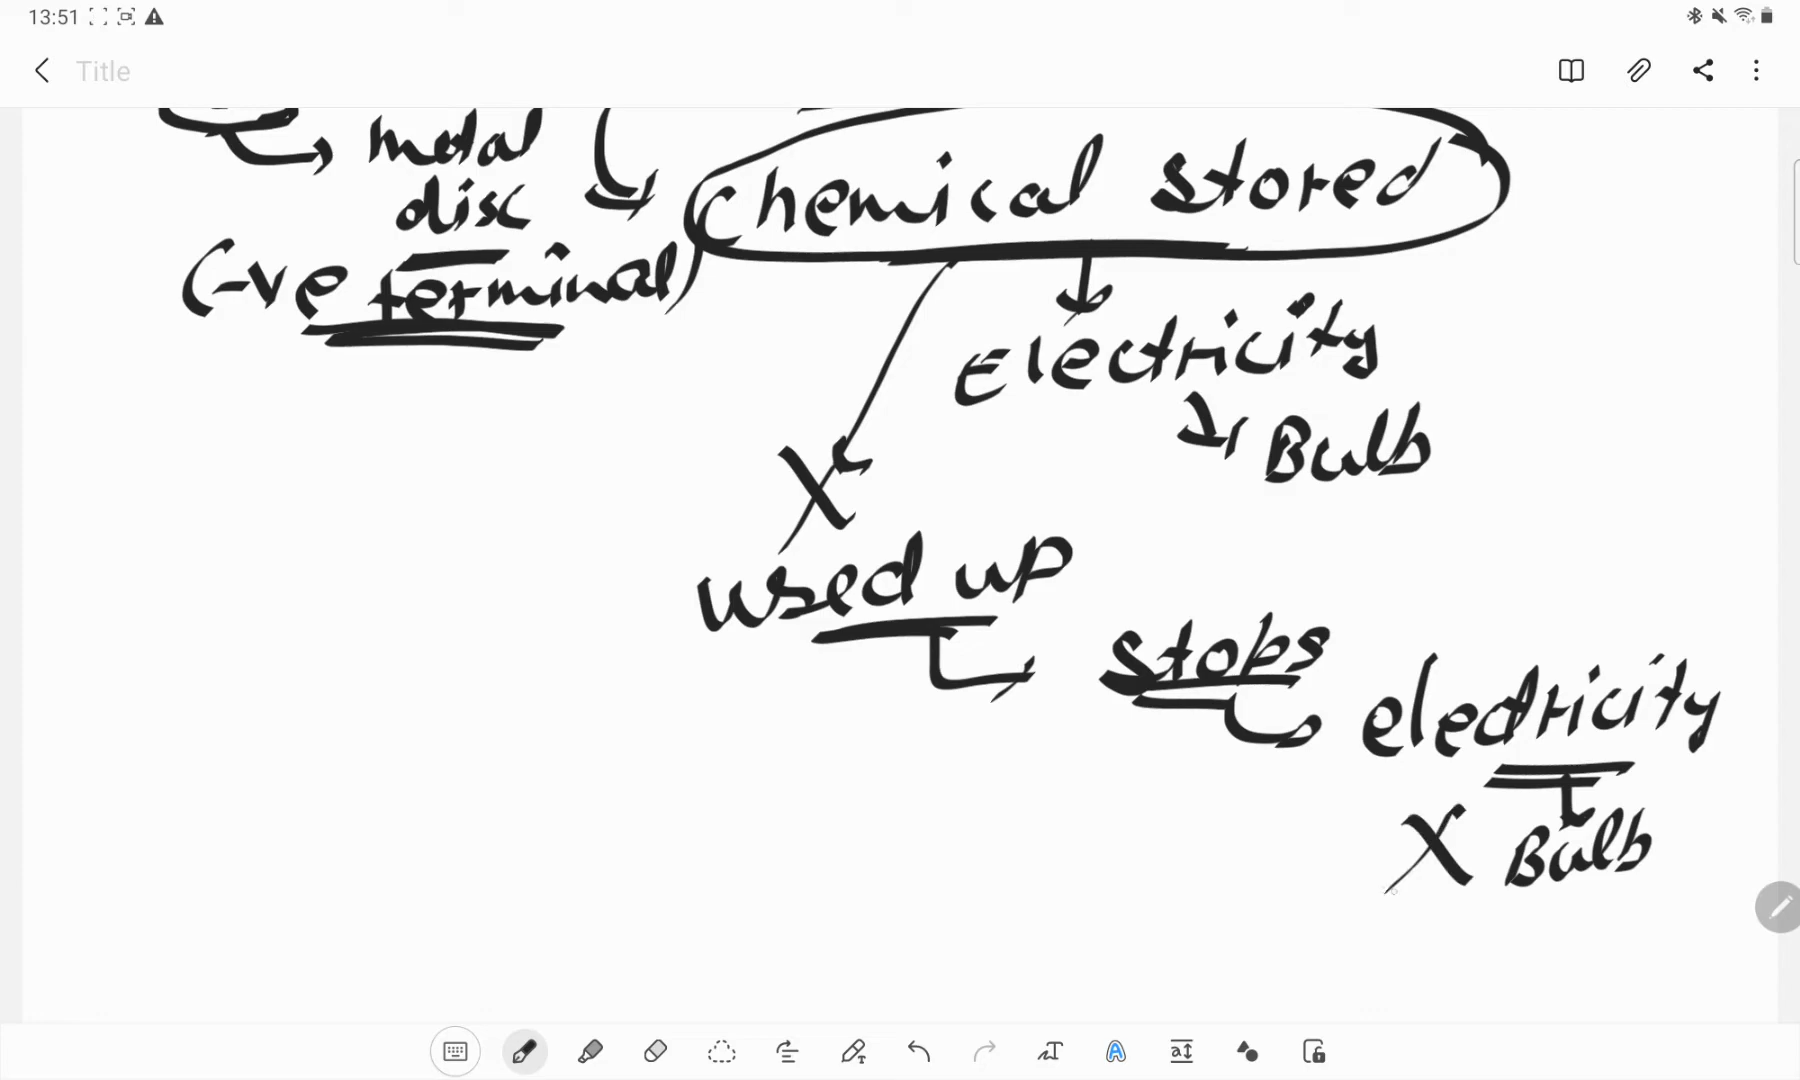 13:51
Title
metal
disc
(-ve terminal)
chemical stored
Electricity
Bulb
X
used up
stops
electricity
X Bulb